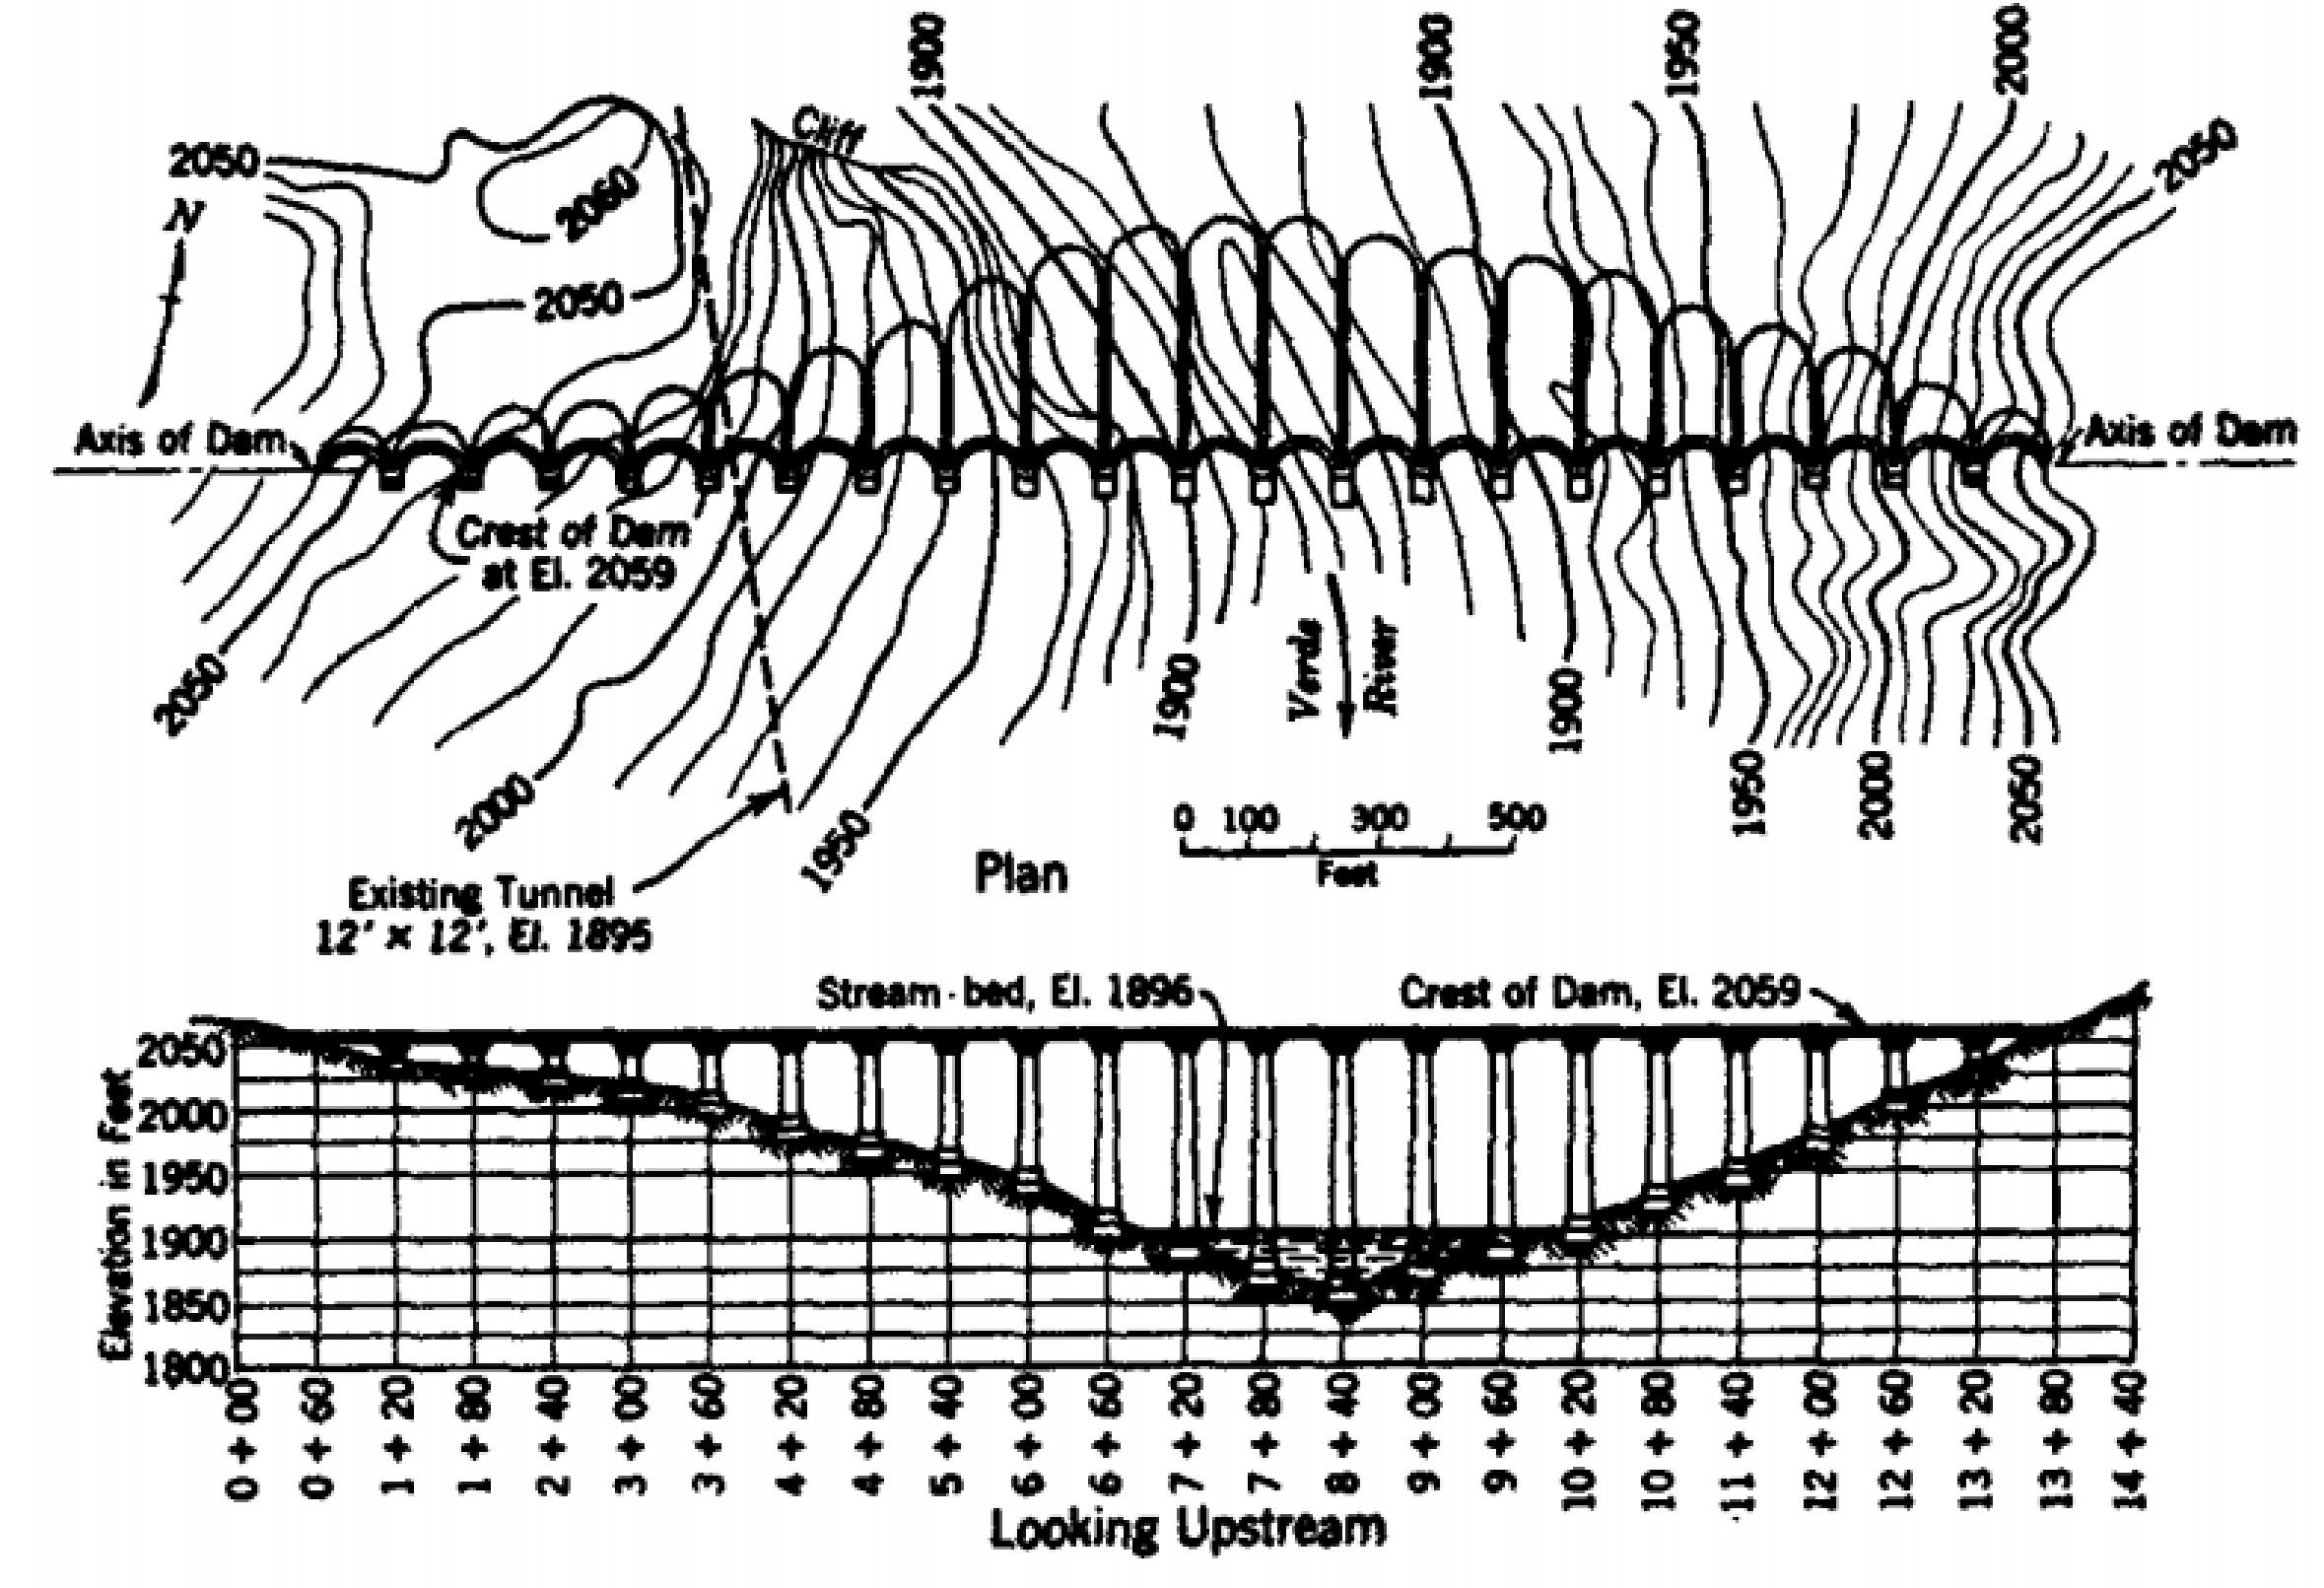 1900
1900
1950
2000
Cliff
2050
2050
N
2060
2050
Axis of Dam
Axis of Dam
Crest of Dam
at El. 2059
Verde
River
2050
1900
1900
2000
1950
1950
2000
2050
0 100 300 500
Feet
Plan
Existing Tunnel
12' × 12', El. 1895
Stream-bed, El. 1896
Crest of Dam, El. 2059
Elevation in Feet
2050
2000
1950
1900
1850
1800
0 + 00
0 + 60
1 + 20
1 + 80
2 + 40
3 + 00
3 + 60
4 + 20
4 + 80
5 + 40
6 + 00
6 + 60
7 + 20
7 + 80
8 + 40
9 + 00
9 + 60
10 + 20
10 + 80
11 + 40
12 + 00
12 + 60
13 + 20
13 + 80
14 + 40
Looking Upstream